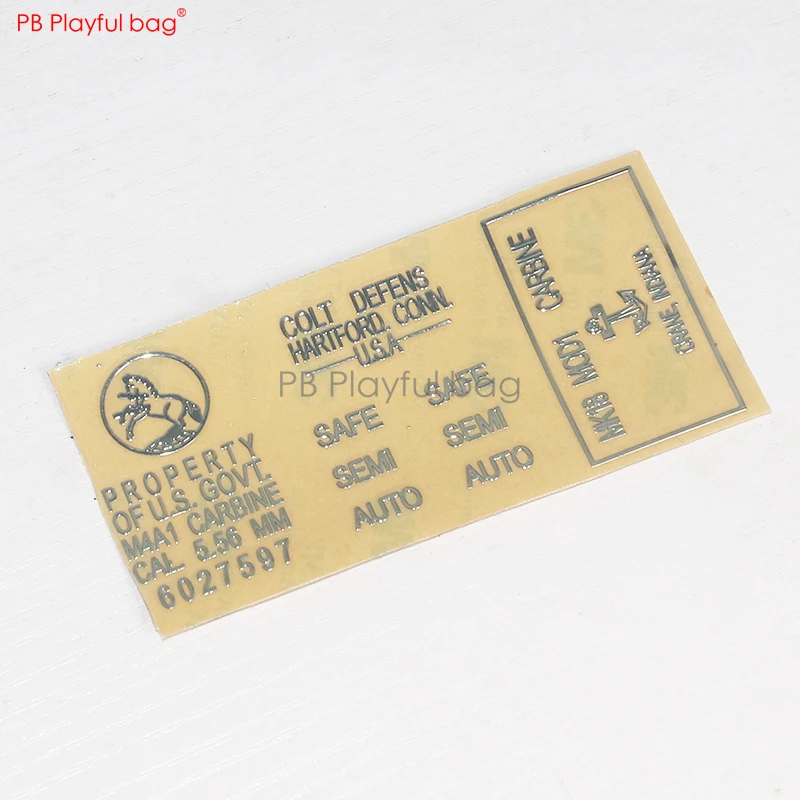 PB Playful bag®
COLT DEFENS
HARTFORD. CONN.
U.S.A
PB Playful bag
SAFE SAFE
SEMI SEMI
AUTO AUTO
PROPERTY
OF U.S. GOVT.
M4A1 CARBINE
CAL. 5.56 MM
6027597
MK18 MOD1 CARBINE
CRANE, INDIANA